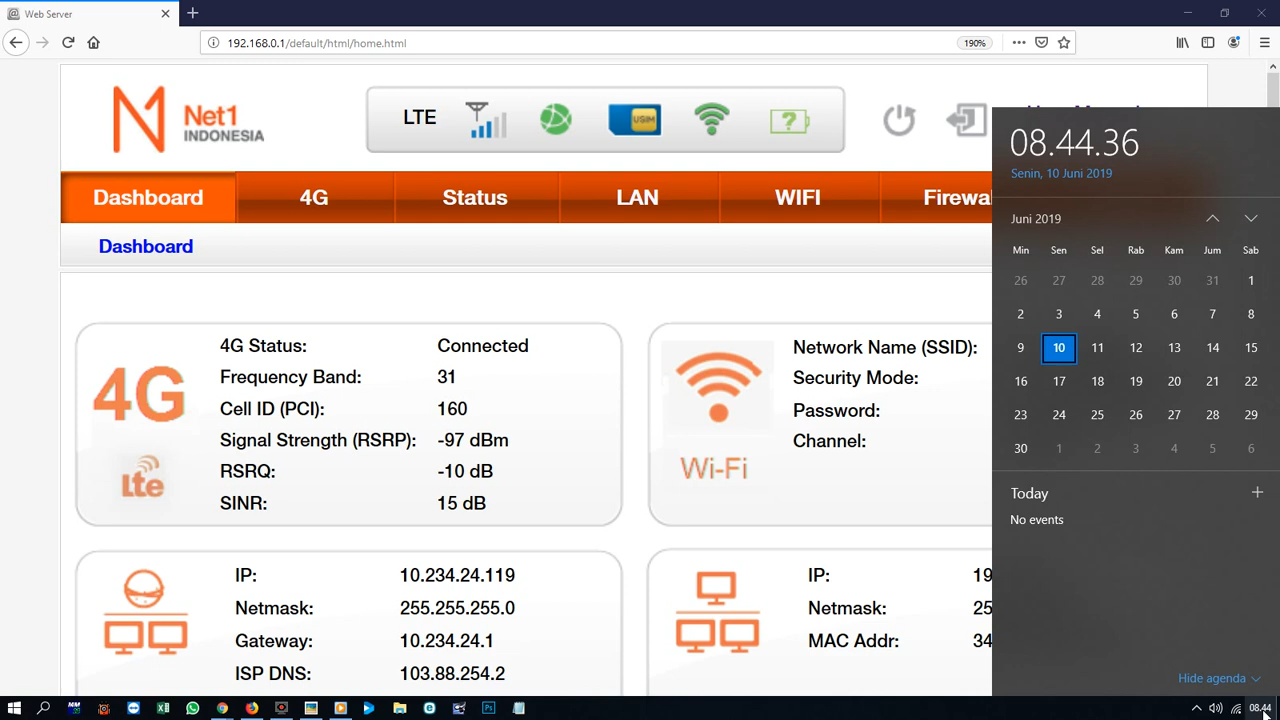 Web Server
192.168.0.1/default/html/home.html
190%
Net1
INDONESIA
LTE
USIM
?
Dashboard 4G Status LAN WIFI Firewa
Dashboard
4G
Lte
4G Status: Connected
Frequency Band: 31
Cell ID (PCI): 160
Signal Strength (RSRP): -97 dBm
RSRQ: -10 dB
SINR: 15 dB
Wi-Fi
Network Name (SSID):
Security Mode:
Password:
Channel:
IP: 10.234.24.119
Netmask: 255.255.255.0
Gateway: 10.234.24.1
ISP DNS: 103.88.254.2
IP: 19
Netmask: 25
MAC Addr: 34
08.44.36
Senin, 10 Juni 2019
Juni 2019
Min Sen Sel Rab Kam Jum Sab
26 27 28 29 30 31 1
2 3 4 5 6 7 8
9 10 11 12 13 14 15
16 17 18 19 20 21 22
23 24 25 26 27 28 29
30 1 2 3 4 5 6
Today
No events
Hide agenda
08.44